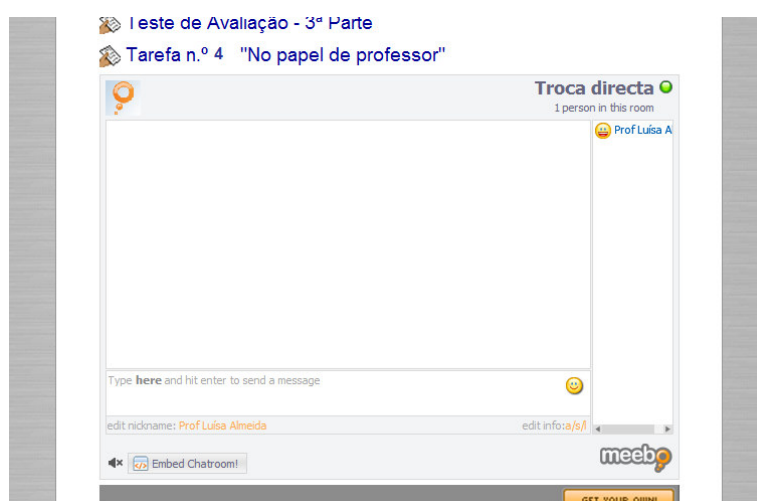 Teste de Avaliação - 3ª Parte
Tarefa n.º 4 "No papel de professor"
Troca directa
1 person in this room
Prof Luísa A
Type here and hit enter to send a message
edit nickname: Prof Luísa Almeida
edit info:a/s/l
Embed Chatroom!
meebo
GET YOUR OWN!